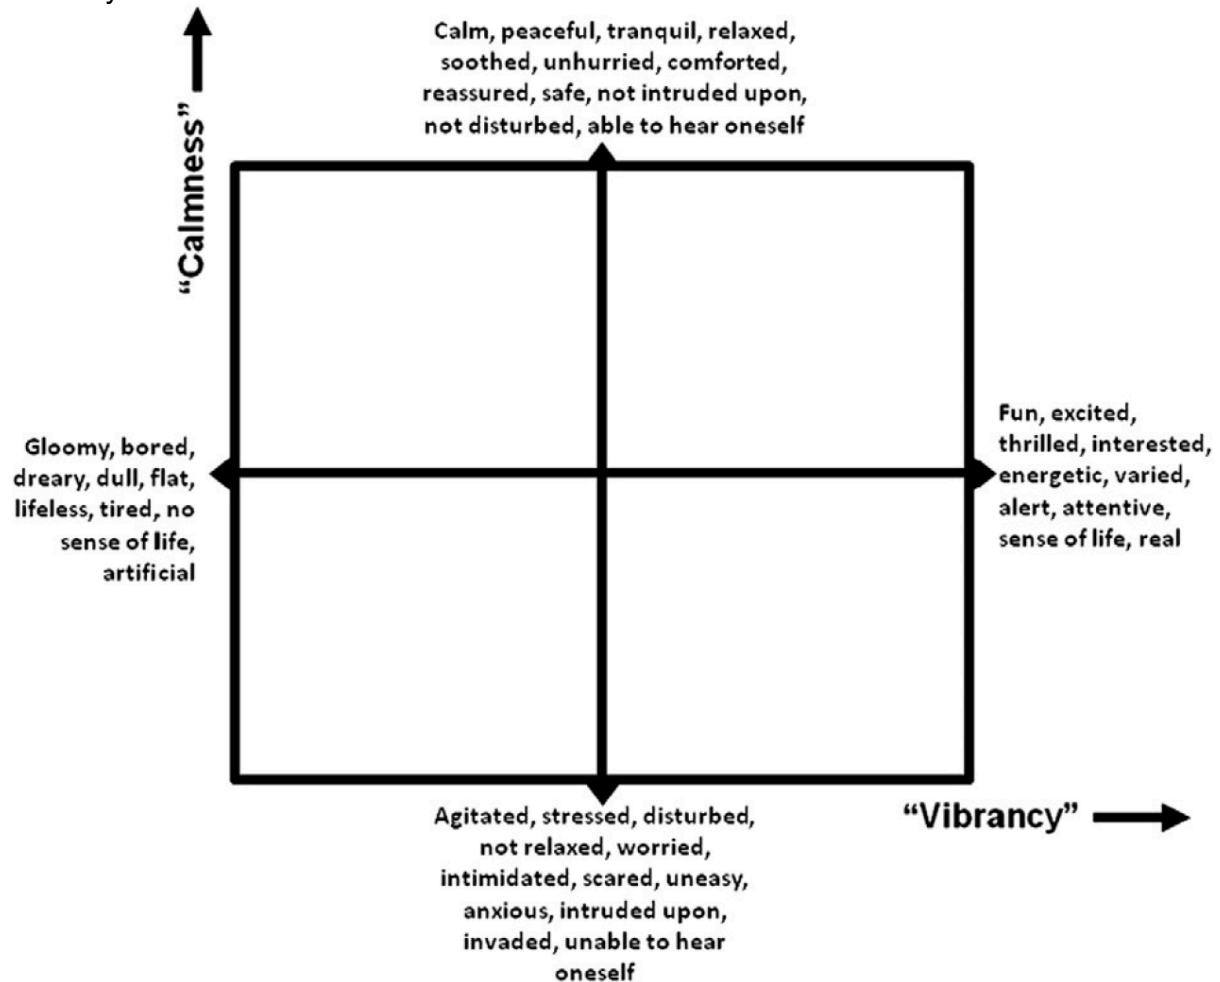 Calm, peaceful, tranquil, relaxed,
soothed, unhurried, comforted,
reassured, safe, not intruded upon,
not disturbed, able to hear oneself
“Calmness”
Gloomy, bored,
dreary, dull, flat,
lifeless, tired, no
sense of life,
artificial
Fun, excited,
thrilled, interested,
energetic, varied,
alert, attentive,
sense of life, real
Agitated, stressed, disturbed,
not relaxed, worried,
intimidated, scared, uneasy,
anxious, intruded upon,
invaded, unable to hear
oneself
“Vibrancy”